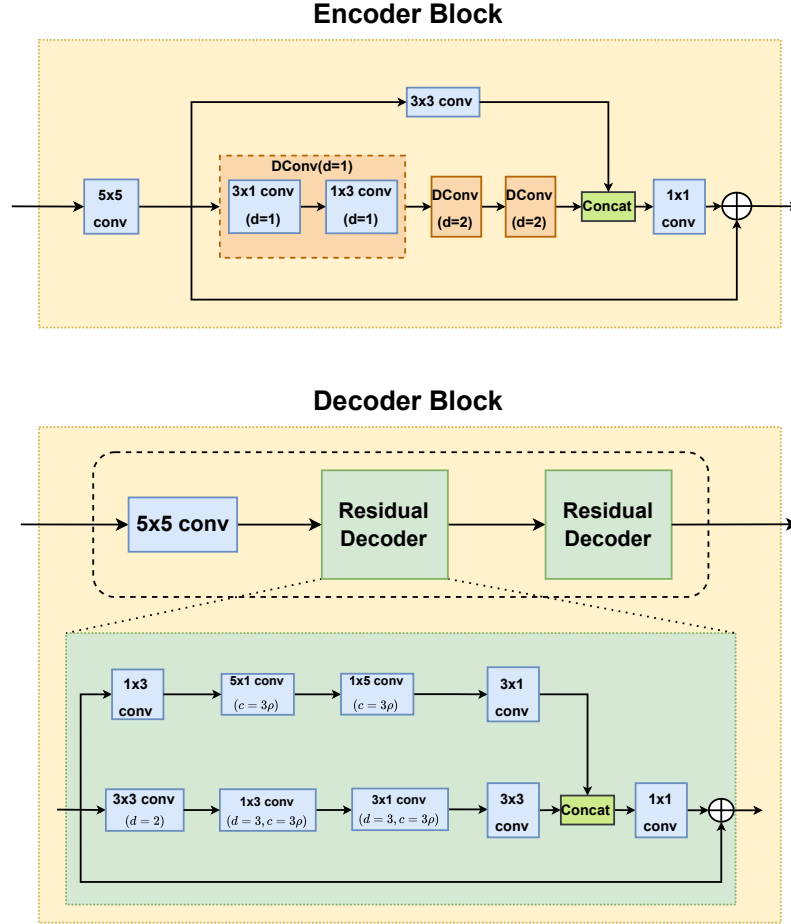 Encoder Block
3x3 conv
DConv(d=1)
5x5
conv
3x1 conv
(d=1)
1x3 conv
(d=1)
DConv
(d=2)
DConv
(d=2)
Concat
1x1
conv
Decoder Block
5x5 conv
Residual
Decoder
Residual
Decoder
1x3
conv
5x1 conv
(c = 3ρ)
1x5 conv
(c = 3ρ)
3x1
conv
3x3 conv
(d = 2)
1x3 conv
(d = 3, c = 3ρ)
3x1 conv
(d = 3, c = 3ρ)
3x3
conv
Concat
1x1
conv